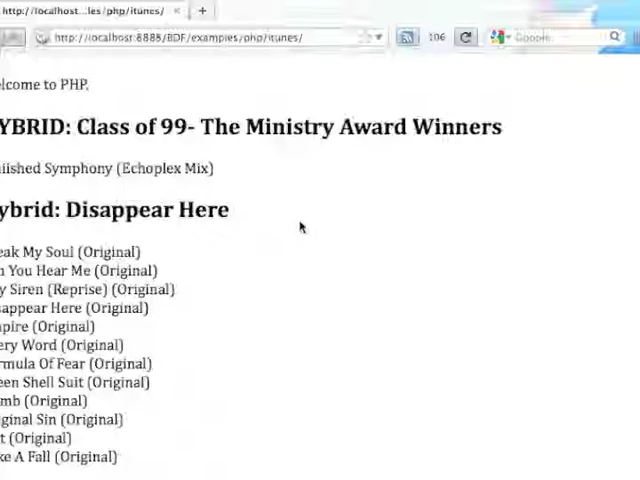 http://localhost...les/php/itunes/ × +
http://localhost:8888/BDF/examples/php/itunes/ 106 Google
elcome to PHP.
YBRID: Class of 99- The Ministry Award Winners
iished Symphony (Echoplex Mix)
ybrid: Disappear Here
eak My Soul (Original)
n You Hear Me (Original)
y Siren (Reprise) (Original)
sappear Here (Original)
pire (Original)
ery Word (Original)
rmula Of Fear (Original)
een Shell Suit (Original)
mb (Original)
ginal Sin (Original)
t (Original)
ke A Fall (Original)